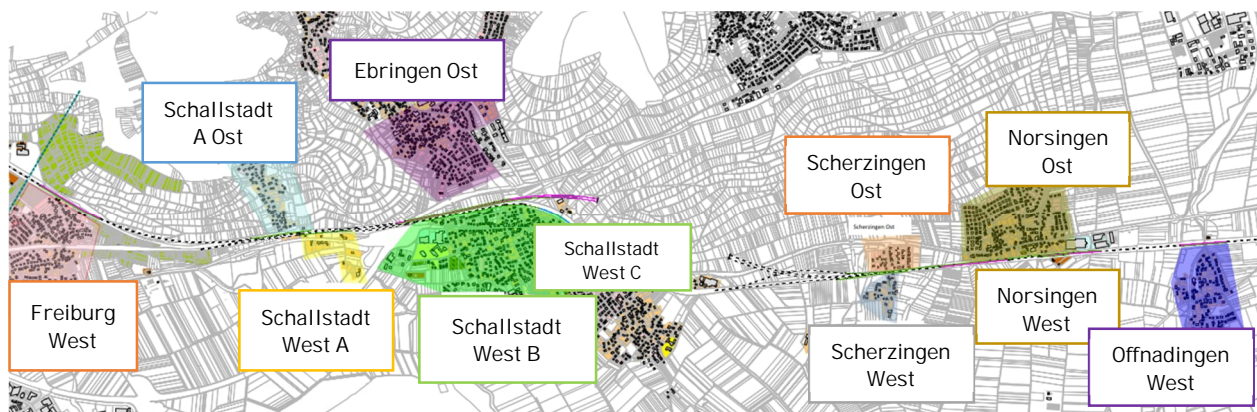 Ebringen Ost
Schallstadt
A Ost
Scherzingen
Ost
Norsingen
Ost
Scherzingen Ost
Schallstadt
West C
Freiburg
West
Schallstadt
West A
Schallstadt
West B
Norsingen
West
Scherzingen
West
Offnadingen
West